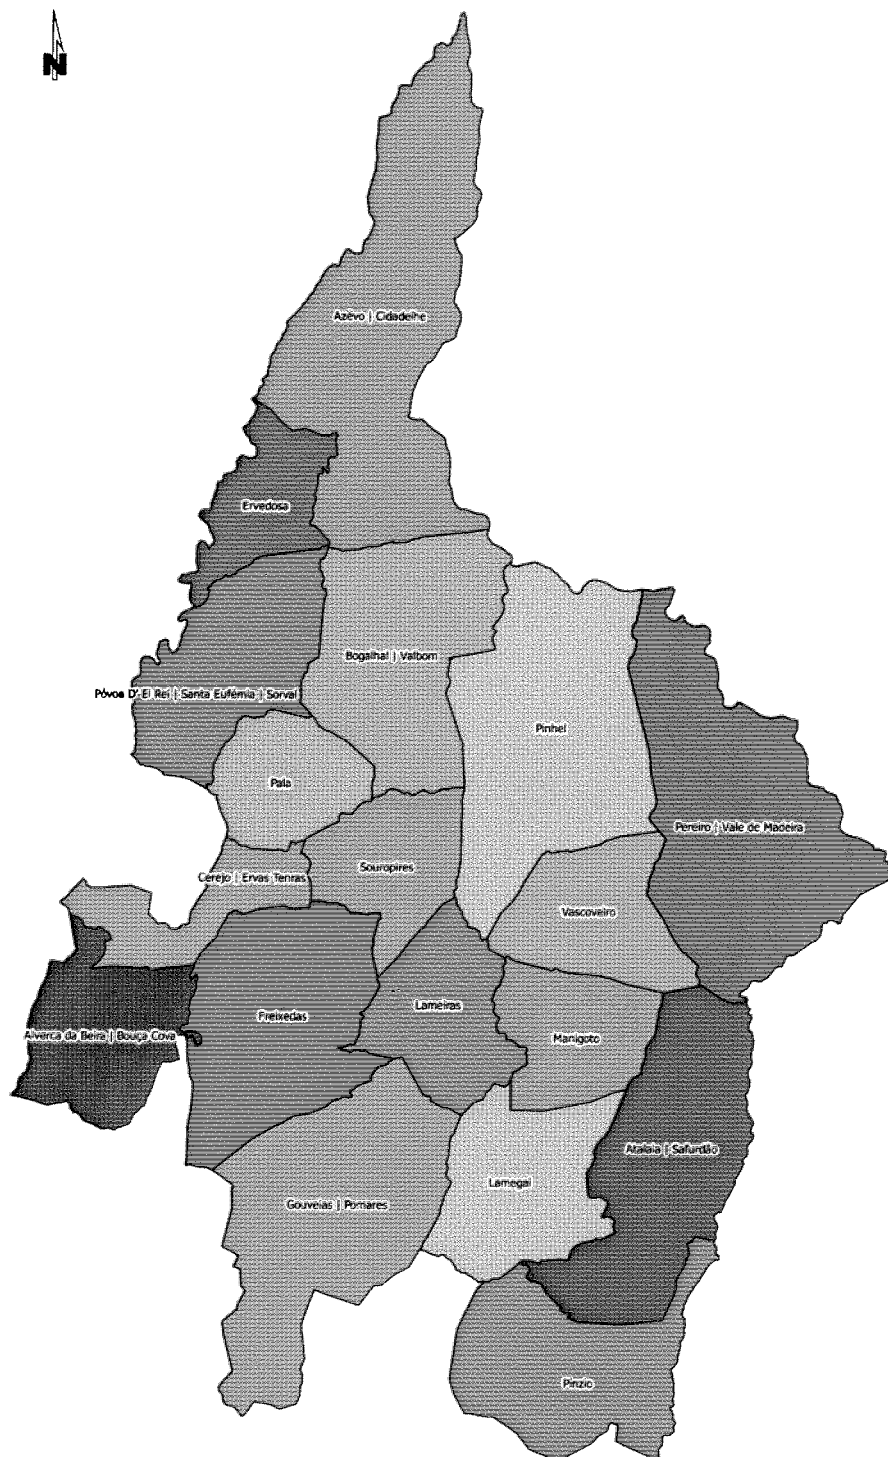 N
Azêvo | Cidadelhe
Ervedosa
Bogalhal | Valbom
Póvoa D' El Rei | Santa Eufémia | Sorval
Pinhel
Pala
Pereiro | Vale de Madeira
Souropires
Cerejo | Ervas Tenras
Vascoveiro
Lameiras
Freixedas
Alverca da Beira | Bouça Cova
Manigoto
Atalaia | Safurdão
Lamegal
Gouveias | Pomares
Pinzio